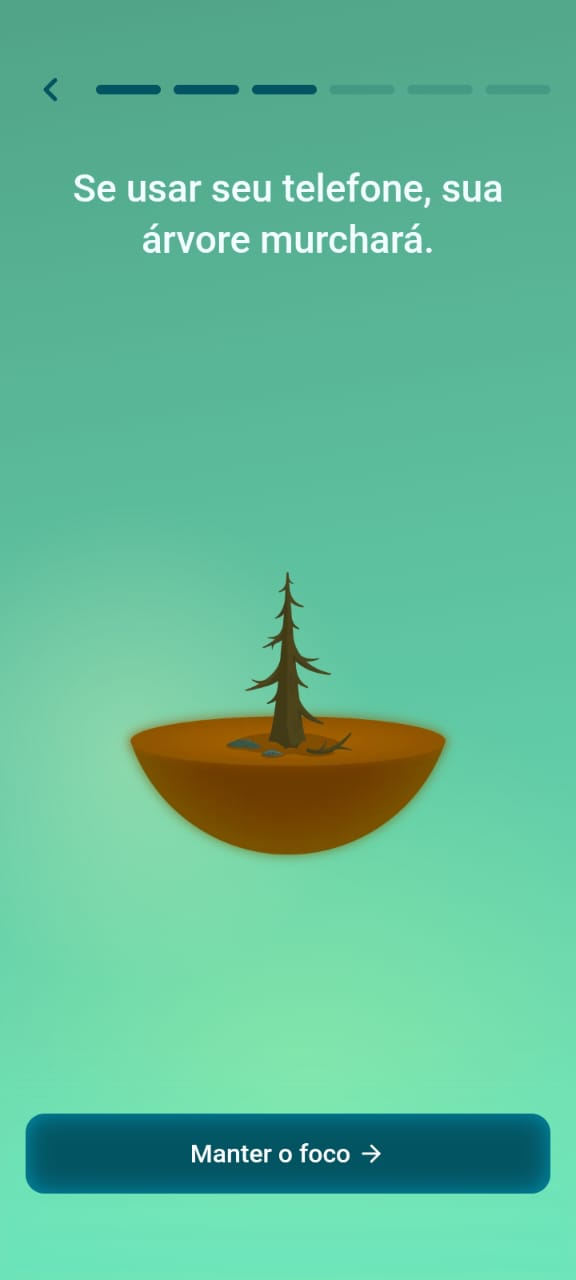 Se usar seu telefone, sua
árvore murchará.
Manter o foco →